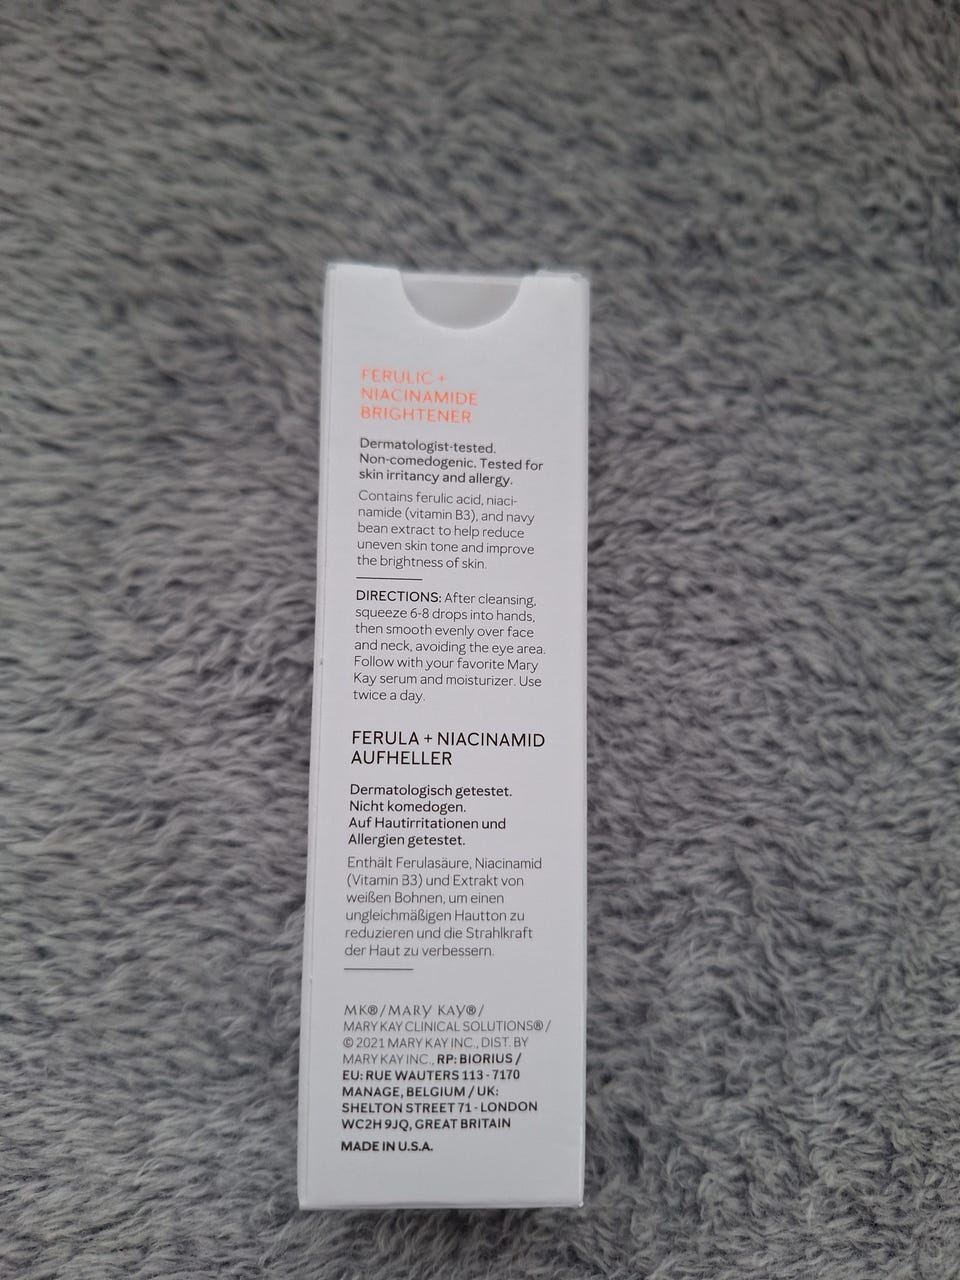 FERULIC +
NIACINAMIDE
BRIGHTENER
Dermatologist-tested.
Non-comedogenic. Tested for
skin irritancy and allergy.
Contains ferulic acid, niaci-
namide (vitamin B3), and navy
bean extract to help reduce
uneven skin tone and improve
the brightness of skin.
DIRECTIONS: After cleansing,
squeeze 6-8 drops into hands,
then smooth evenly over face
and neck, avoiding the eye area.
Follow with your favorite Mary
Kay serum and moisturizer. Use
twice a day.
FERULA + NIACINAMID
AUFHELLER
Dermatologisch getestet.
Nicht komedogen.
Auf Hautirritationen und
Allergien getestet.
Enthält Ferulasäure, Niacinamid
(Vitamin B3) und Extrakt von
weißen Bohnen, um einen
ungleichmäßigen Hautton zu
reduzieren und die Strahlkraft
der Haut zu verbessern.
MK®/MARY KAY®/
MARY KAY CLINICAL SOLUTIONS®/
© 2021 MARY KAY INC., DIST. BY
MARY KAY INC., RP: BIORIUS /
EU: RUE WAUTERS 113 - 7170
MANAGE, BELGIUM / UK:
SHELTON STREET 71 - LONDON
WC2H 9JQ, GREAT BRITAIN
MADE IN U.S.A.